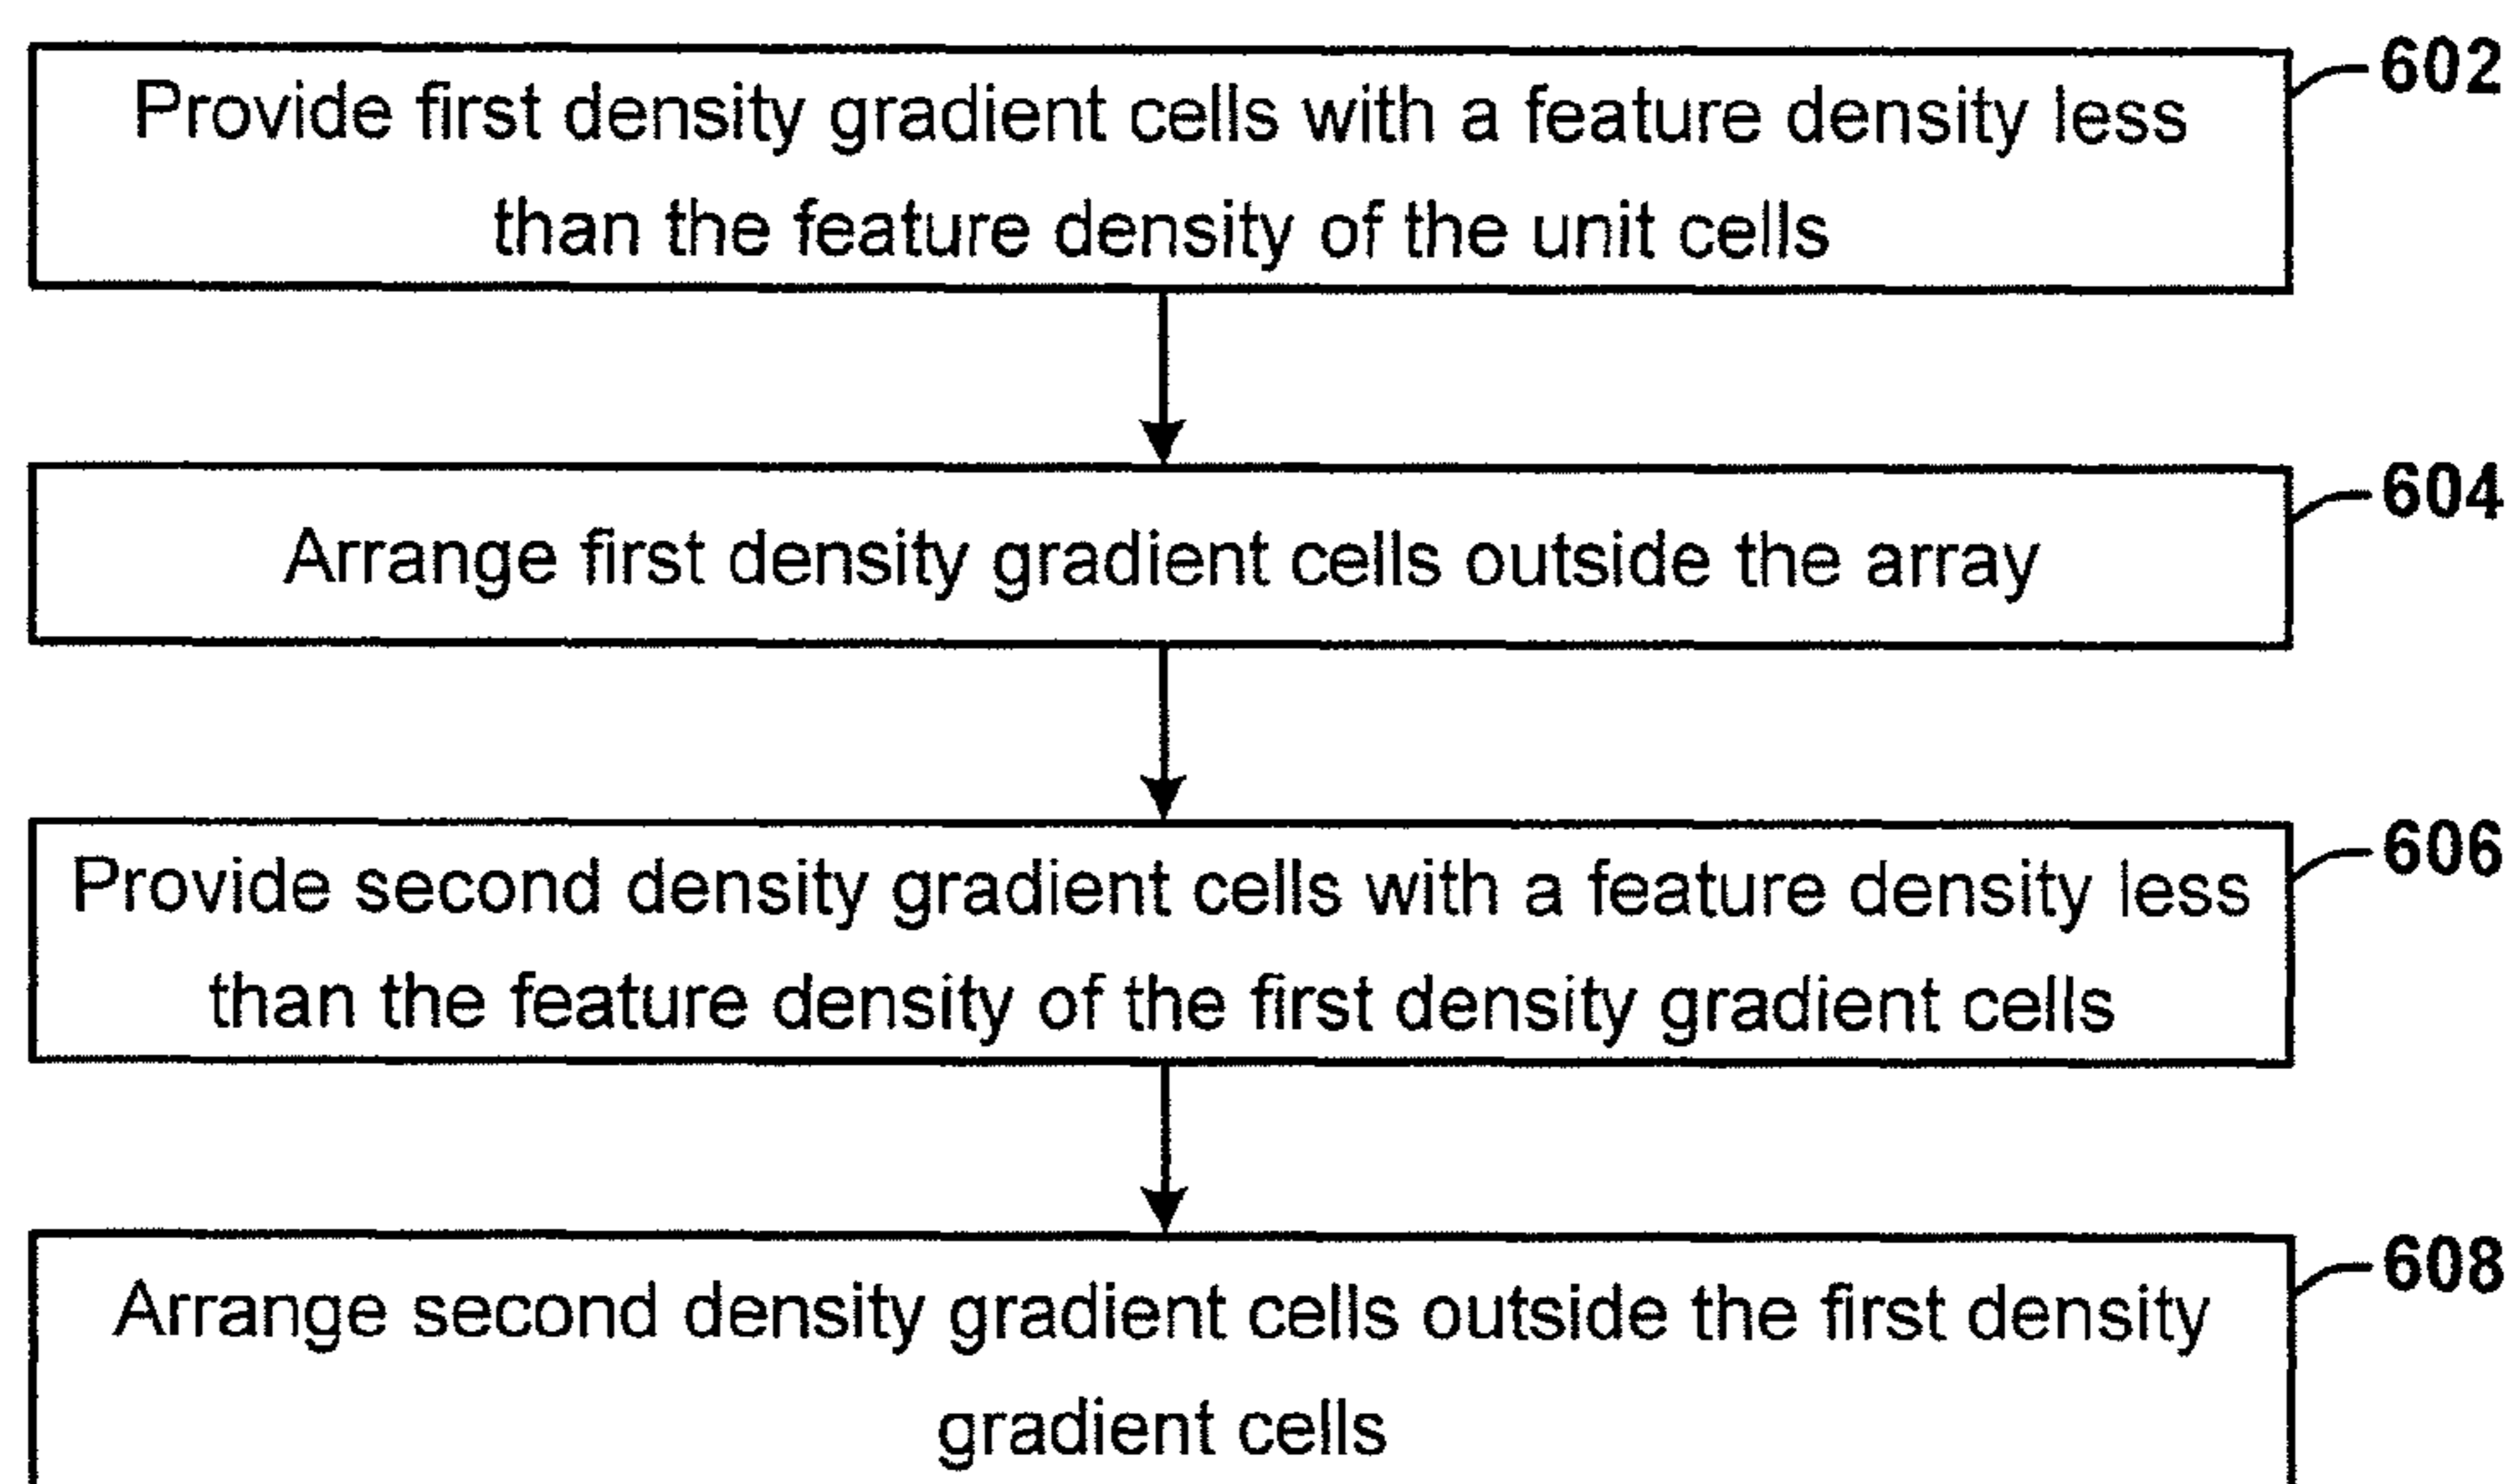 602
Provide first density gradient cells with a feature density less
than the feature density of the unit cells
604
Arrange first density gradient cells outside the array
606
Provide second density gradient cells with a feature density less
than the feature density of the first density gradient cells
608
Arrange second density gradient cells outside the first density
gradient cells